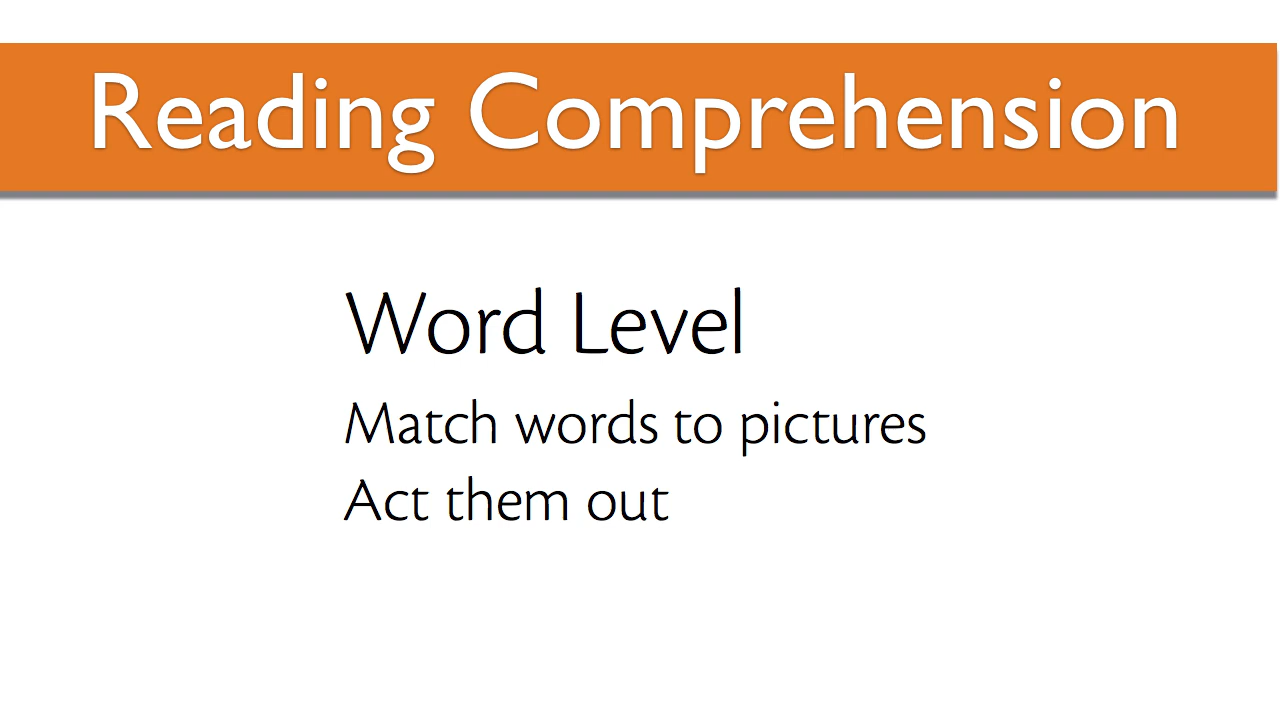 Reading Comprehension
Word Level
Match words to pictures
Act them out